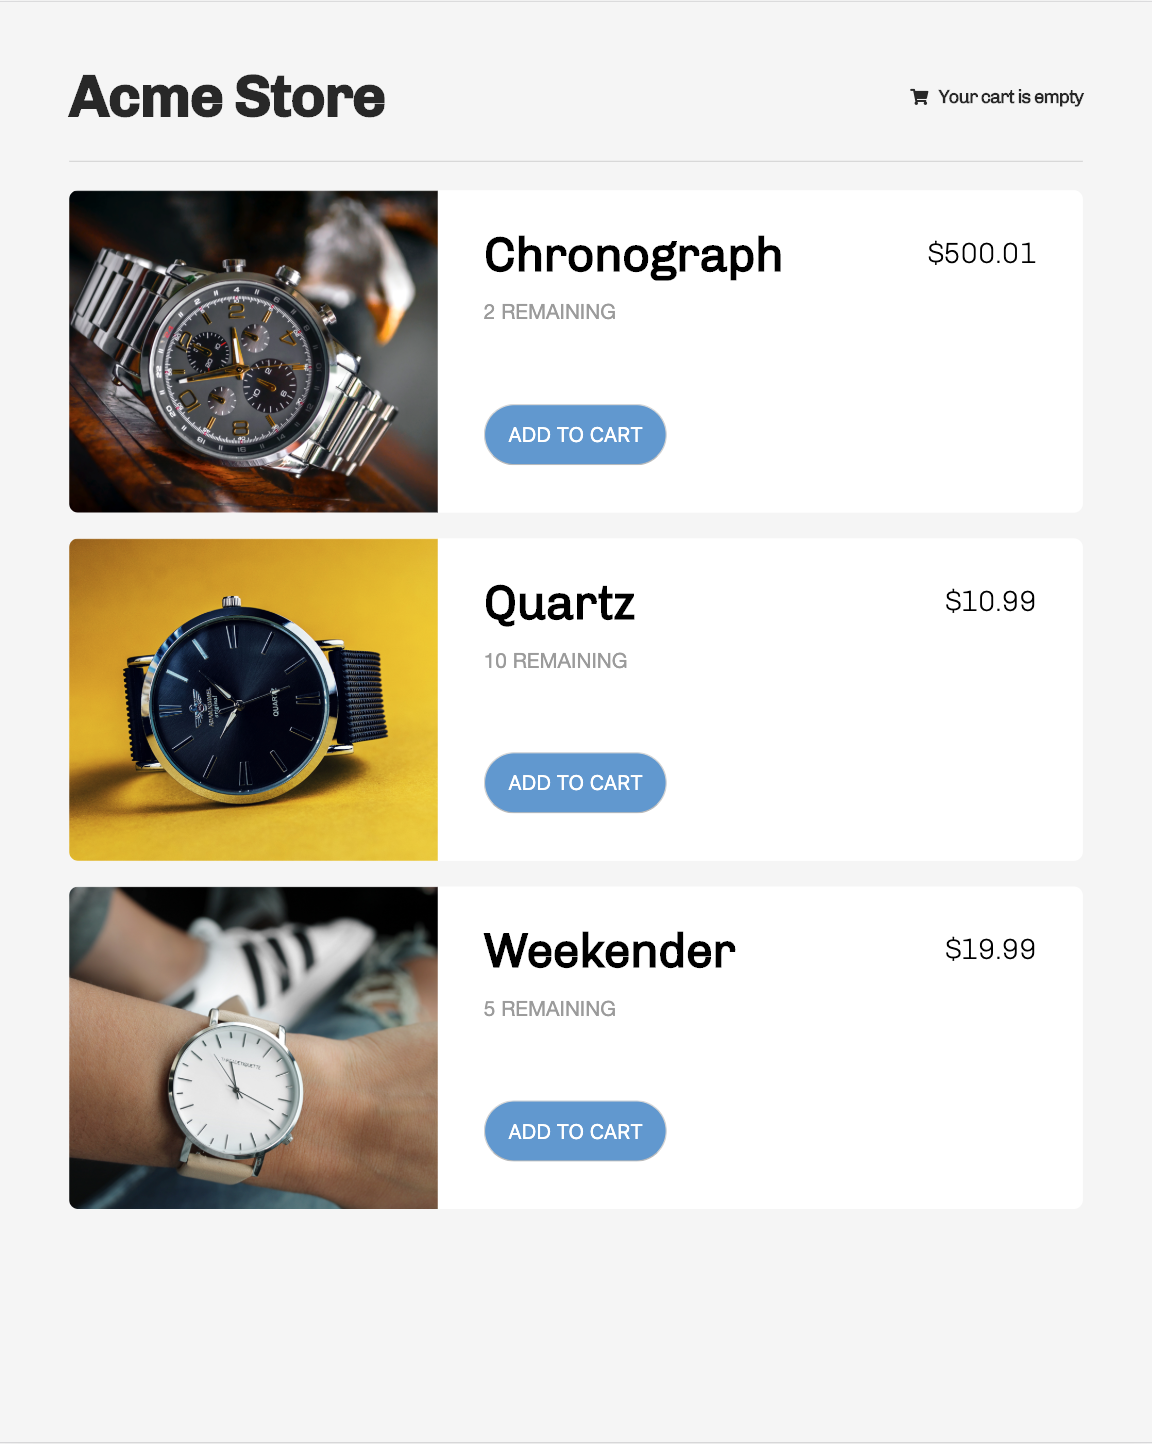 Acme Store
Your cart is empty
Chronograph
$500.01
2 REMAINING
ADD TO CART
Quartz
$10.99
10 REMAINING
QUARTZ
ADD TO CART
Weekender
$19.99
5 REMAINING
ADD TO CART